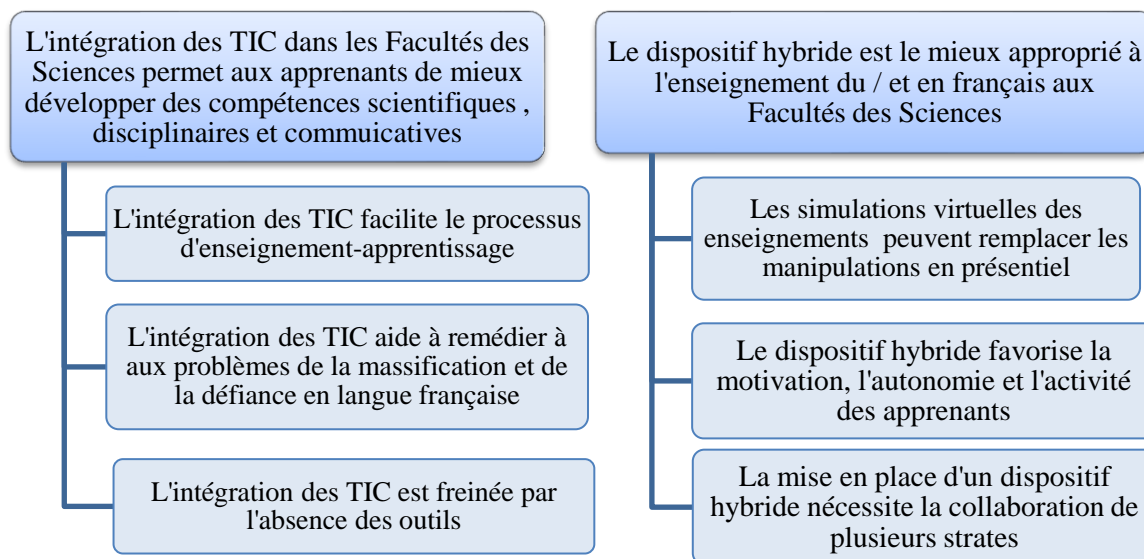 L'intégration des TIC dans les Facultés des
Sciences permet aux apprenants de mieux
développer des compétences scientifiques ,
disciplinaires et commuicatives
L'intégration des TIC facilite le processus
d'enseignement-apprentissage
L'intégration des TIC aide à remédier à
aux problèmes de la massification et de
la défiance en langue française
L'intégration des TIC est freinée par
l'absence des outils
Le dispositif hybride est le mieux approprié à
l'enseignement du / et en français aux
Facultés des Sciences
Les simulations virtuelles des
enseignements peuvent remplacer les
manipulations en présentiel
Le dispositif hybride favorise la
motivation, l'autonomie et l'activité
des apprenants
La mise en place d'un dispositif
hybride nécessite la collaboration de
plusieurs strates